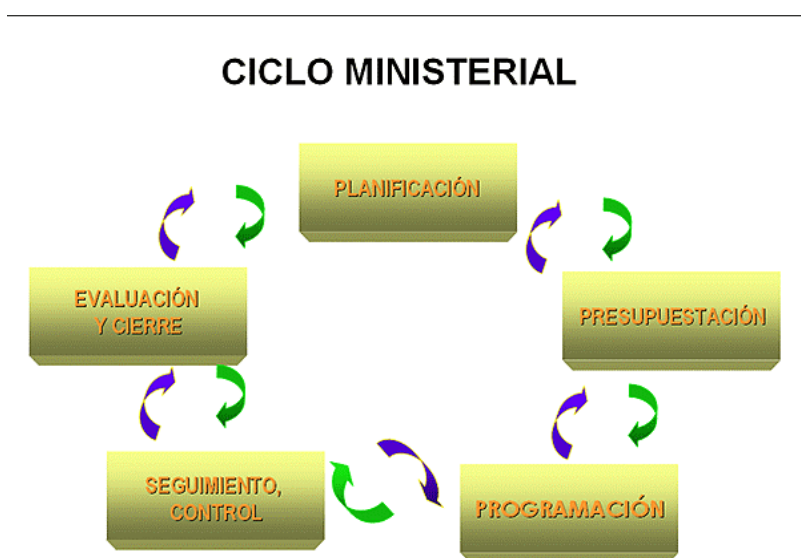 CICLO MINISTERIAL
PLANIFICACIÓN
EVALUACIÓN
Y CIERRE
PRESUPUESTACIÓN
SEGUIMIENTO,
CONTROL
PROGRAMACIÓN